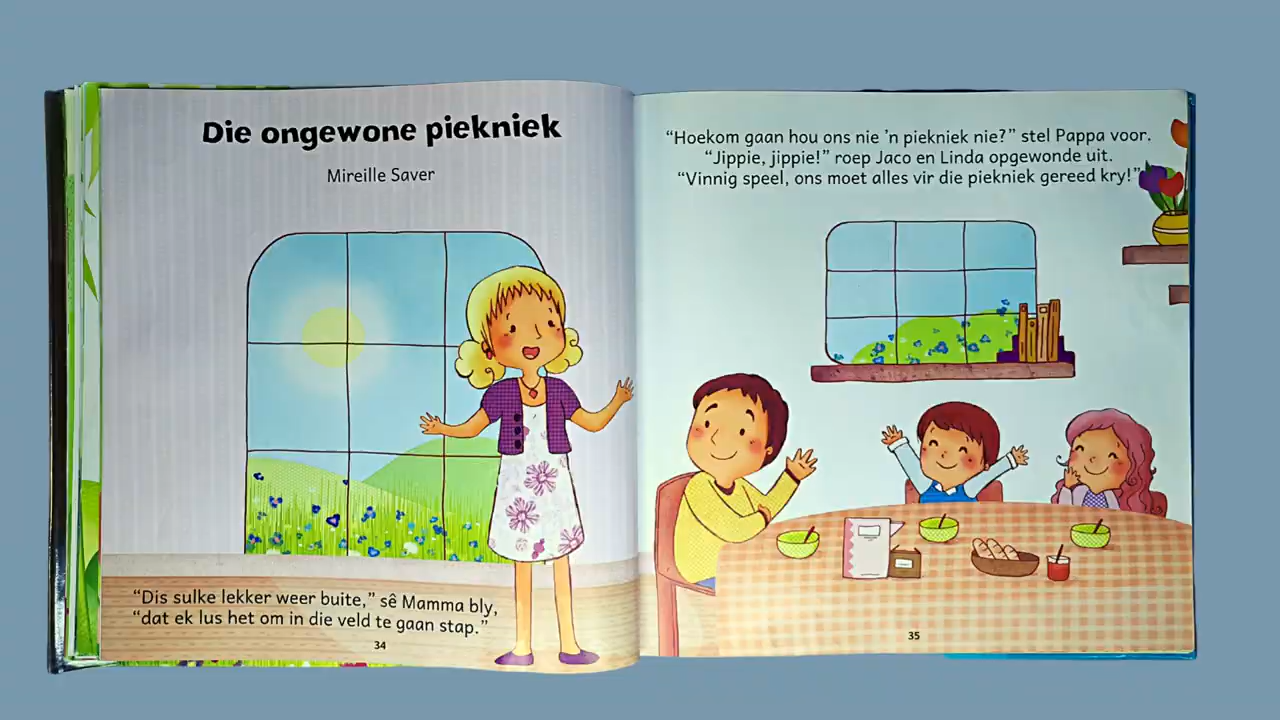 Die ongewone piekniek
Mireille Saver
“Dis sulke lekker weer buite,” sê Mamma bly,
“dat ek lus het om in die veld te gaan stap.”
34
“Hoekom gaan hou ons nie ’n piekniek nie?” stel Pappa voor.
“Jippie, jippie!” roep Jaco en Linda opgewonde uit.
“Vinnig speel, ons moet alles vir die piekniek gereed kry!”
35